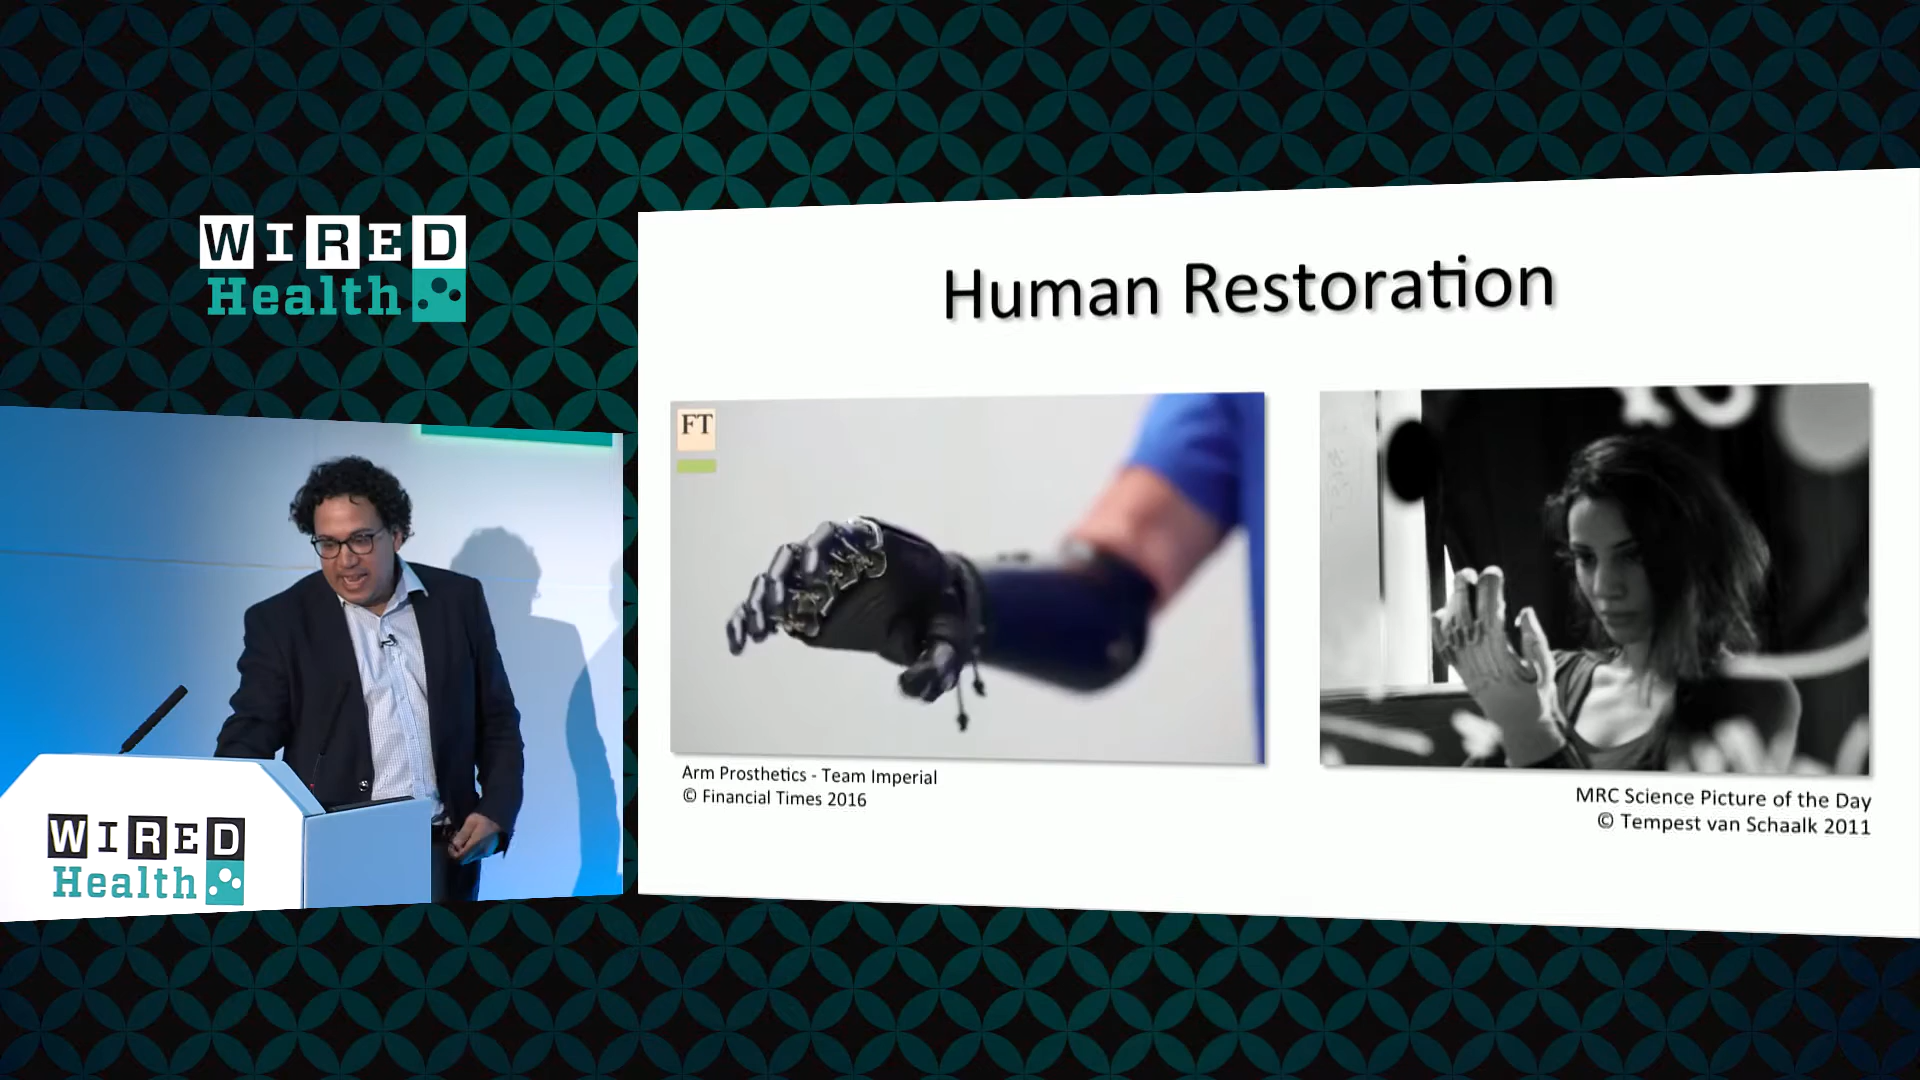 WIRED
Health
Human Restoration
FT
Arm Prosthetics - Team Imperial
© Financial Times 2016
MRC Science Picture of the Day
© Tempest van Schaalk 2011
WIRED
Health